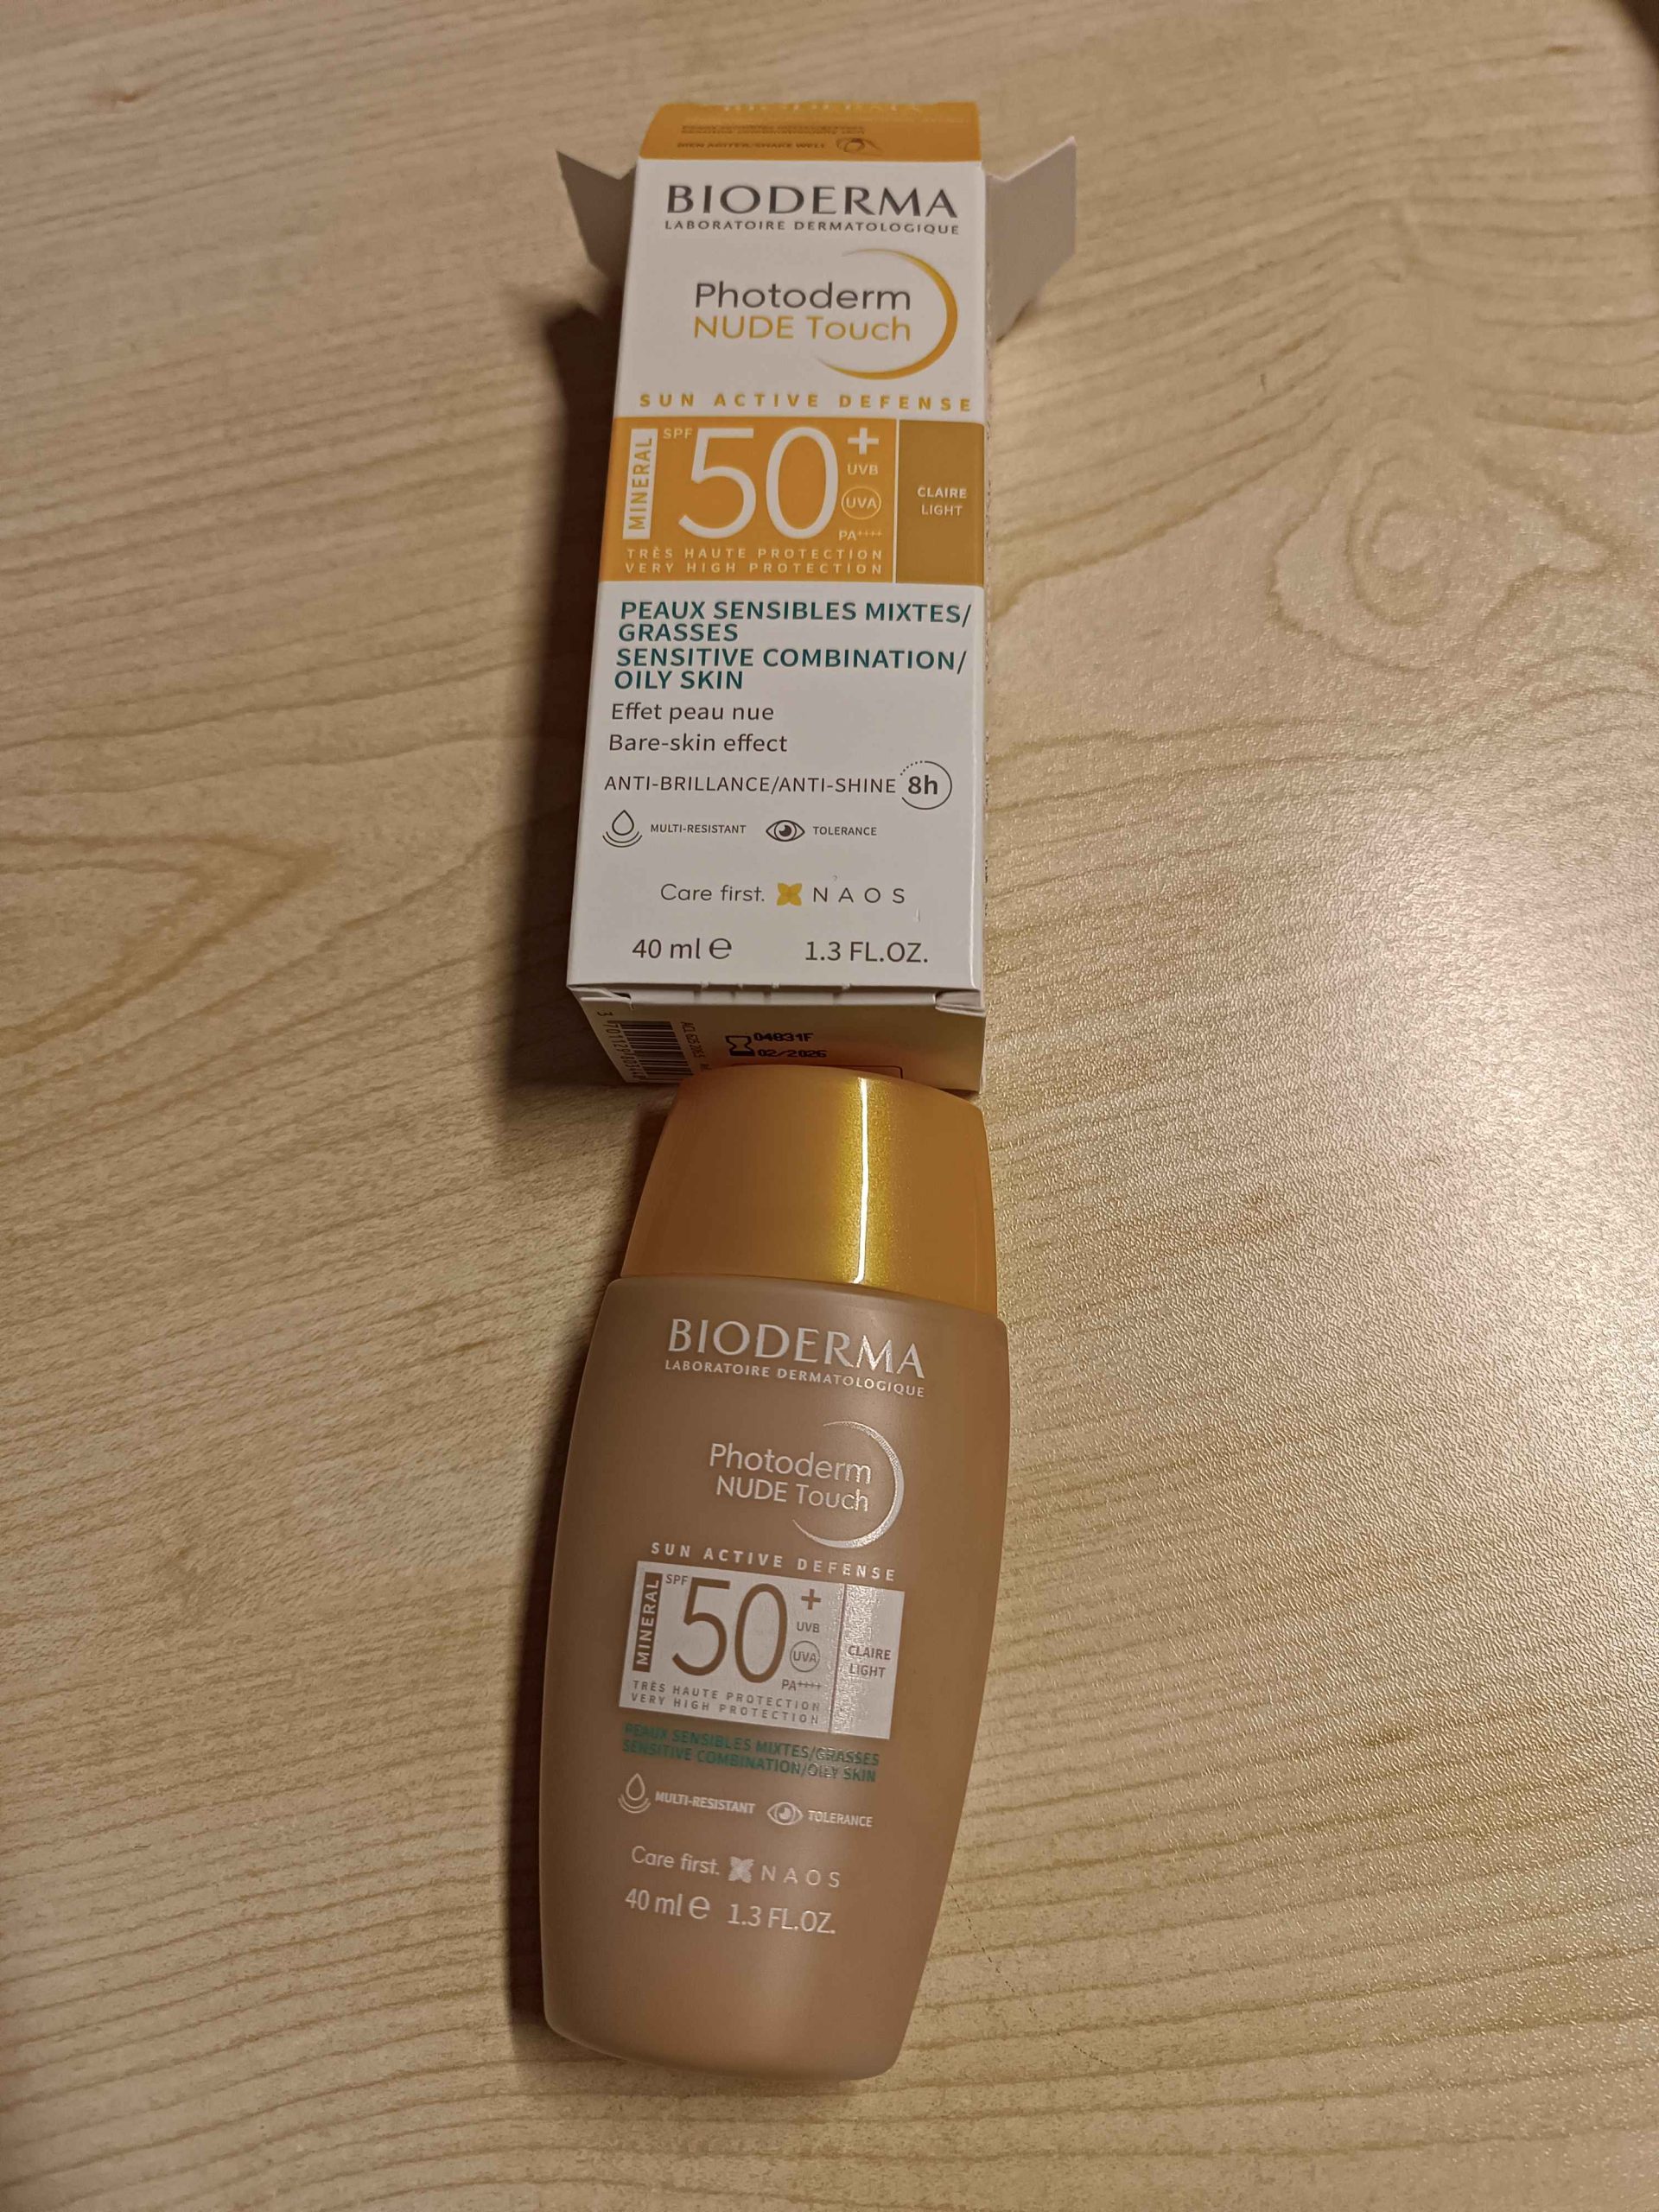 BIEN AGITER/SHAKE WELL
BIODERMA
LABORATOIRE DERMATOLOGIQUE
Photoderm
NUDE Touch
SUN ACTIVE DEFENSE
MINERAL
SPF 50+
UVB
UVA
PA++++
CLAIRE
LIGHT
TRÈS HAUTE PROTECTION
VERY HIGH PROTECTION
PEAUX SENSIBLES MIXTES/
GRASSES
SENSITIVE COMBINATION/
OILY SKIN
Effet peau nue
Bare-skin effect
ANTI-BRILLANCE/ANTI-SHINE 8h
MULTI-RESISTANT TOLERANCE
Care first. NAOS
40 ml e 1.3 FL.OZ.
04831F
02/2026
BIODERMA
LABORATOIRE DERMATOLOGIQUE
Photoderm
NUDE Touch
SUN ACTIVE DEFENSE
MINERAL
SPF 50+
UVB
UVA
PA++++
CLAIRE
LIGHT
TRÈS HAUTE PROTECTION
VERY HIGH PROTECTION
PEAUX SENSIBLES MIXTES/GRASSES
SENSITIVE COMBINATION/OILY SKIN
MULTI-RESISTANT TOLERANCE
Care first. NAOS
40 ml e 1.3 FL.OZ.